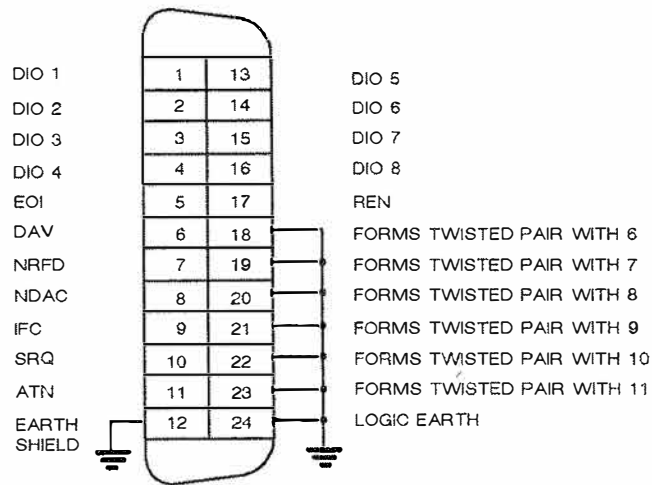 DIO 1 1 13 DIO 5
DIO 2 2 14 DIO 6
DIO 3 3 15 DIO 7
DIO 4 4 16 DIO 8
EOI 5 17 REN
DAV 6 18 FORMS TWISTED PAIR WITH 6
NRFD 7 19 FORMS TWISTED PAIR WITH 7
NDAC 8 20 FORMS TWISTED PAIR WITH 8
IFC 9 21 FORMS TWISTED PAIR WITH 9
SRQ 10 22 FORMS TWISTED PAIR WITH 10
ATN 11 23 FORMS TWISTED PAIR WITH 11
EARTH 12 24 LOGIC EARTH
SHIELD